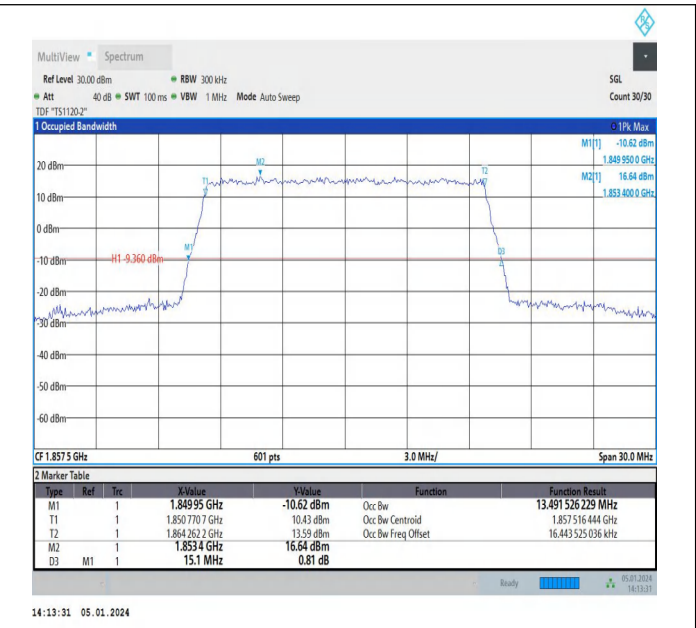 R S
MultiView Spectrum
Ref Level 30.00 dBm RBW 300 kHz SGL
Att 40 dB SWT 100 ms VBW 1 MHz Mode Auto Sweep Count 30/30
TDF "TS1120-2"
1 Occupied Bandwidth 1Pk Max
M1[1] -10.62 dBm
1.849 950 0 GHz
M2[1] 16.64 dBm
1.853 400 0 GHz
20 dBm
M2
T1
T2
10 dBm
0 dBm
M1
D3
H1 -9.360 dBm
-10 dBm
-20 dBm
-30 dBm
-40 dBm
-50 dBm
-60 dBm
CF 1.857 5 GHz 601 pts 3.0 MHz/ Span 30.0 MHz
2 Marker Table
Type Ref Trc X-Value Y-Value Function Function Result
M1 1 1.849 95 GHz -10.62 dBm Occ Bw 13.491 526 229 MHz
T1 1 1.850 770 7 GHz 10.43 dBm Occ Bw Centroid 1.857 516 444 GHz
T2 1 1.864 262 2 GHz 13.59 dBm Occ Bw Freq Offset 16.443 525 036 kHz
M2 1 1.853 4 GHz 16.64 dBm
D3 M1 1 15.1 MHz 0.81 dB
Ready 05.01.2024
14:13:31
14:13:31 05.01.2024